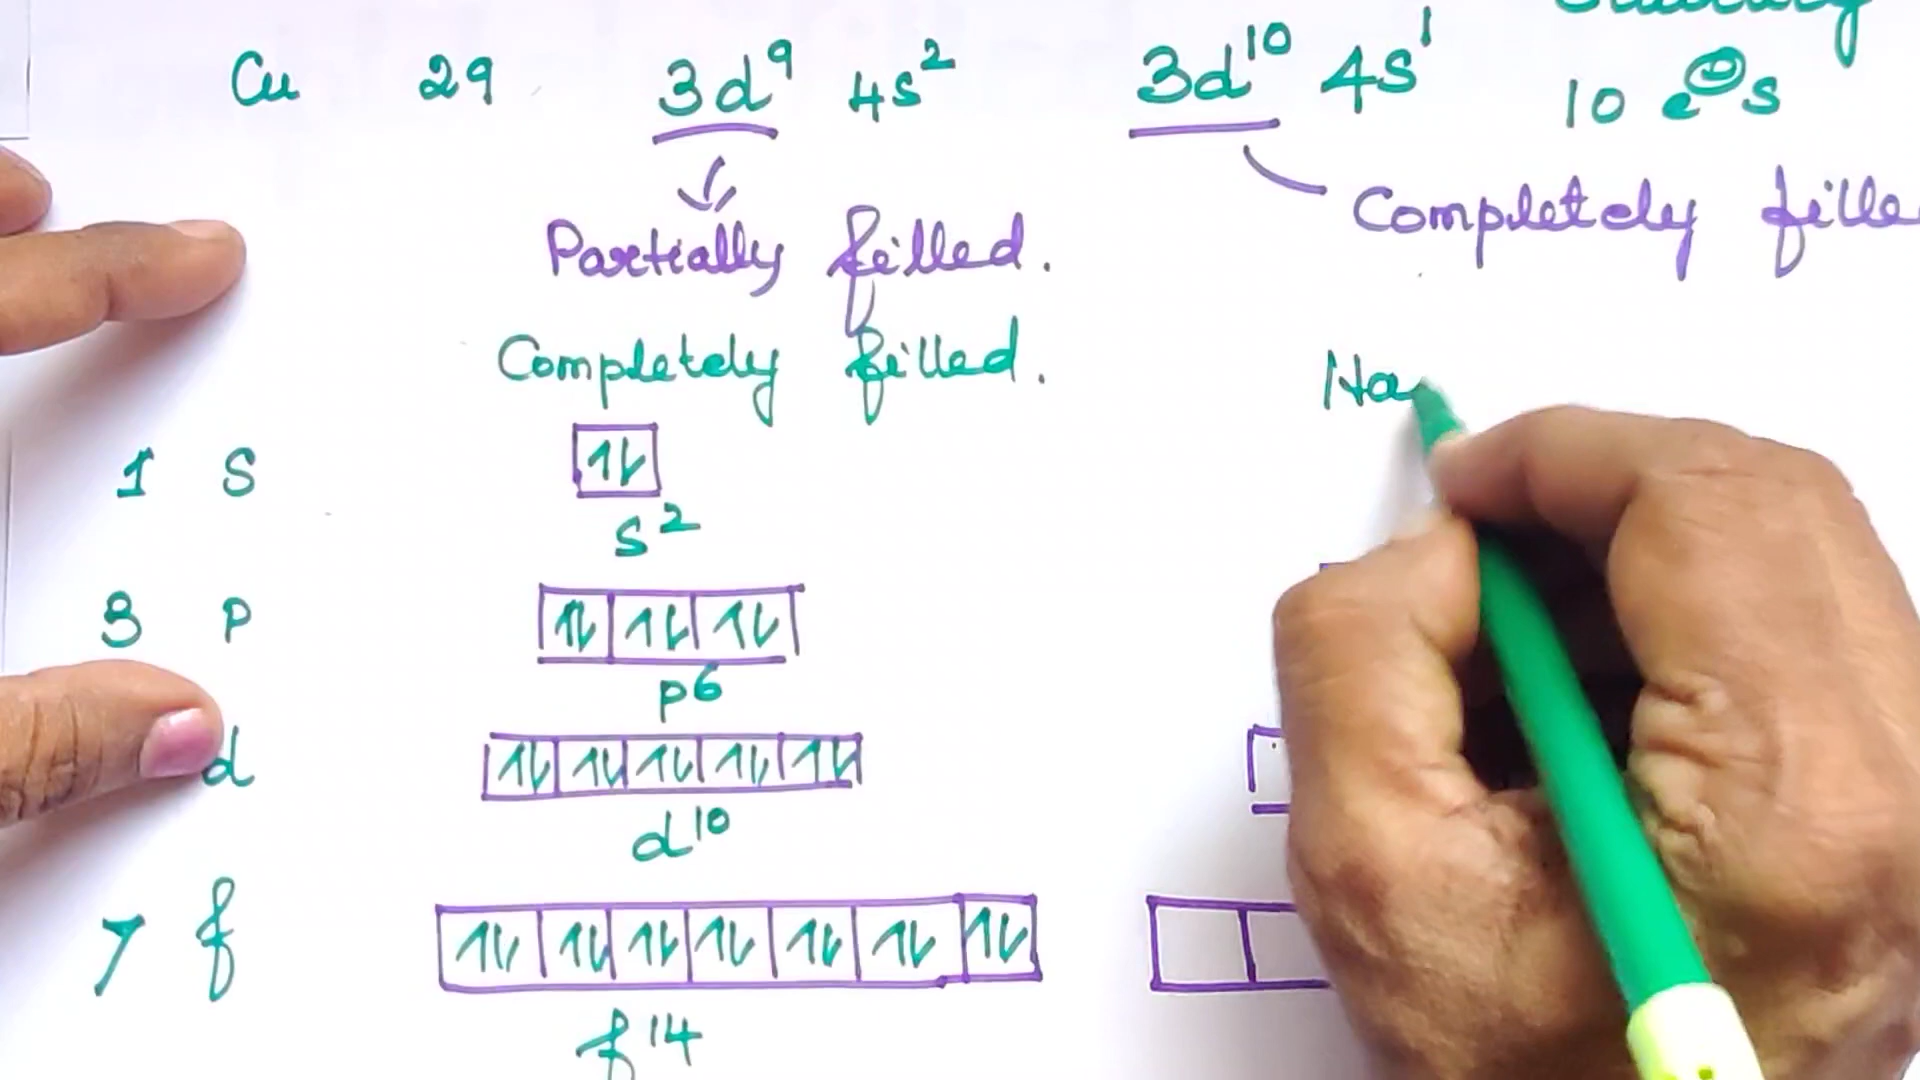 Cu 29 3d⁹ 4s² 3d¹⁰ 4s¹ 10 e⊖s
Partially filled. Completely fille
Completely filled. Ha
1 s ↿⇂
s²
3 p ↿⇂ ↿⇂ ↿⇂
p6
d ↿⇂ ↿⇂ ↿⇂ ↿⇂ ↿⇂
d¹⁰
7 f ↿⇂ ↿⇂ ↿⇂ ↿⇂ ↿⇂ ↿⇂ ↿⇂
f¹⁴